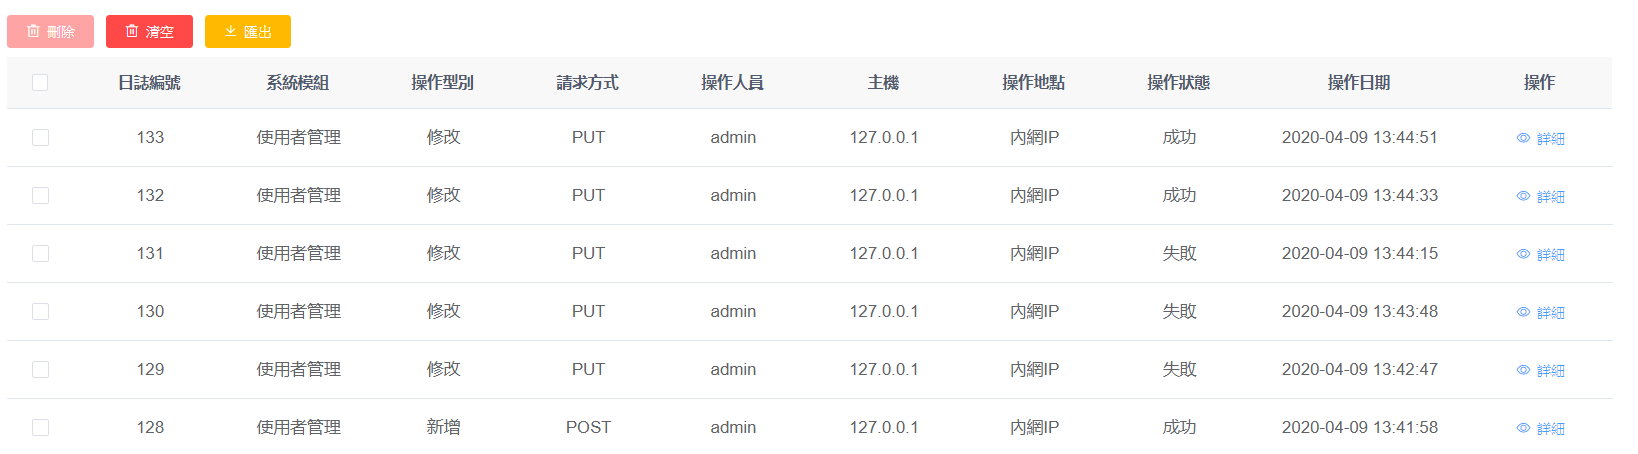 刪除 清空 匯出
日誌編號 系統模組 操作型別 請求方式 操作人員 主機 操作地點 操作狀態 操作日期 操作
133 使用者管理 修改 PUT admin 127.0.0.1 內網IP 成功 2020-04-09 13:44:51 詳細
132 使用者管理 修改 PUT admin 127.0.0.1 內網IP 成功 2020-04-09 13:44:33 詳細
131 使用者管理 修改 PUT admin 127.0.0.1 內網IP 失敗 2020-04-09 13:44:15 詳細
130 使用者管理 修改 PUT admin 127.0.0.1 內網IP 失敗 2020-04-09 13:43:48 詳細
129 使用者管理 修改 PUT admin 127.0.0.1 內網IP 失敗 2020-04-09 13:42:47 詳細
128 使用者管理 新增 POST admin 127.0.0.1 內網IP 成功 2020-04-09 13:41:58 詳細